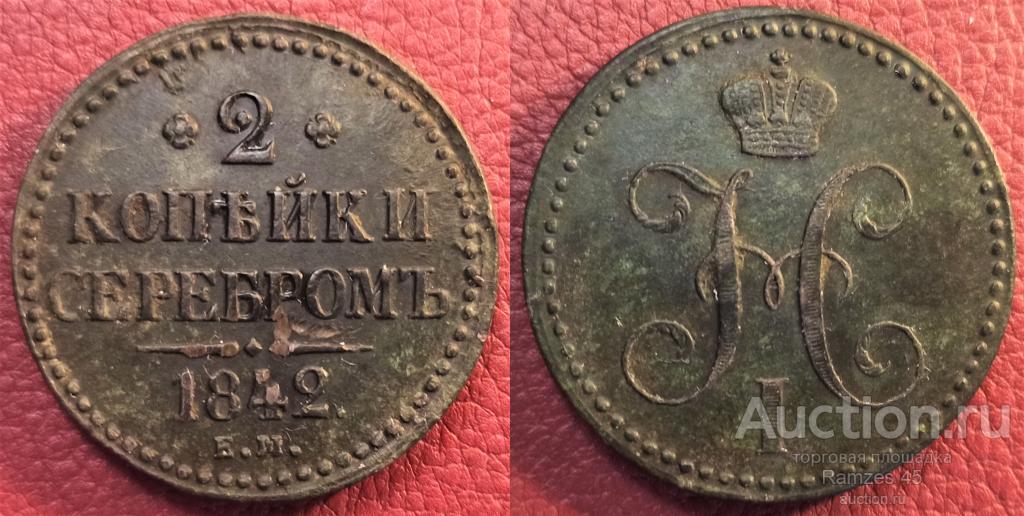 2
КОПѢЙКИ
СЕРЕБРОМЪ
1842.
Е.М.
Н
I
Auction.ru
торговая площадка
Ramzes 45
auction.ru